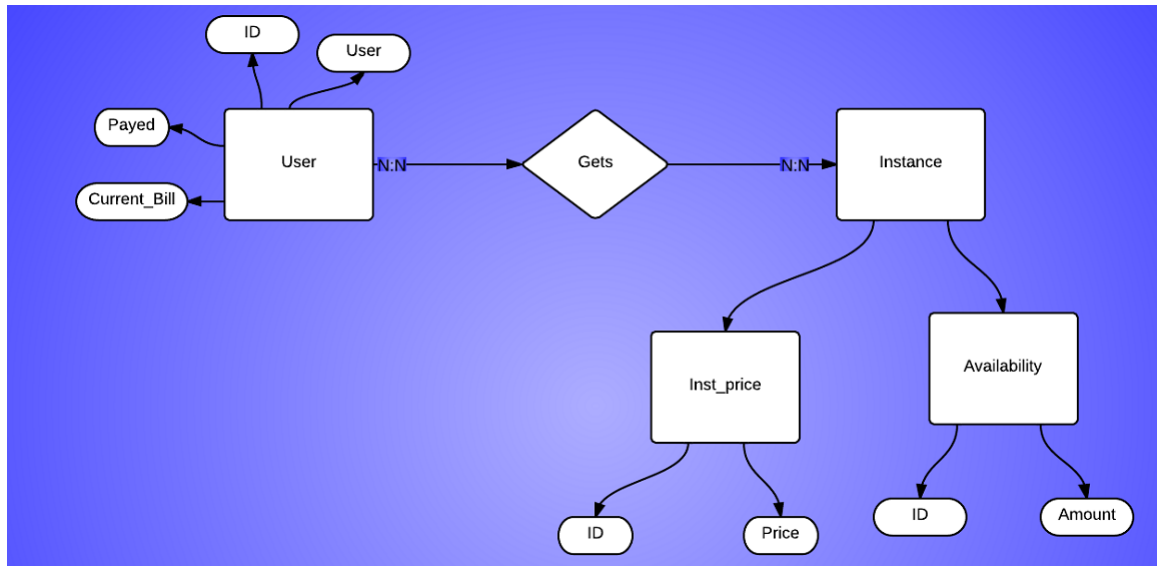 ID
User
Payed
Current_Bill
User
N:N
Gets
N:N
Instance
Inst_price
Availability
ID
Price
ID
Amount